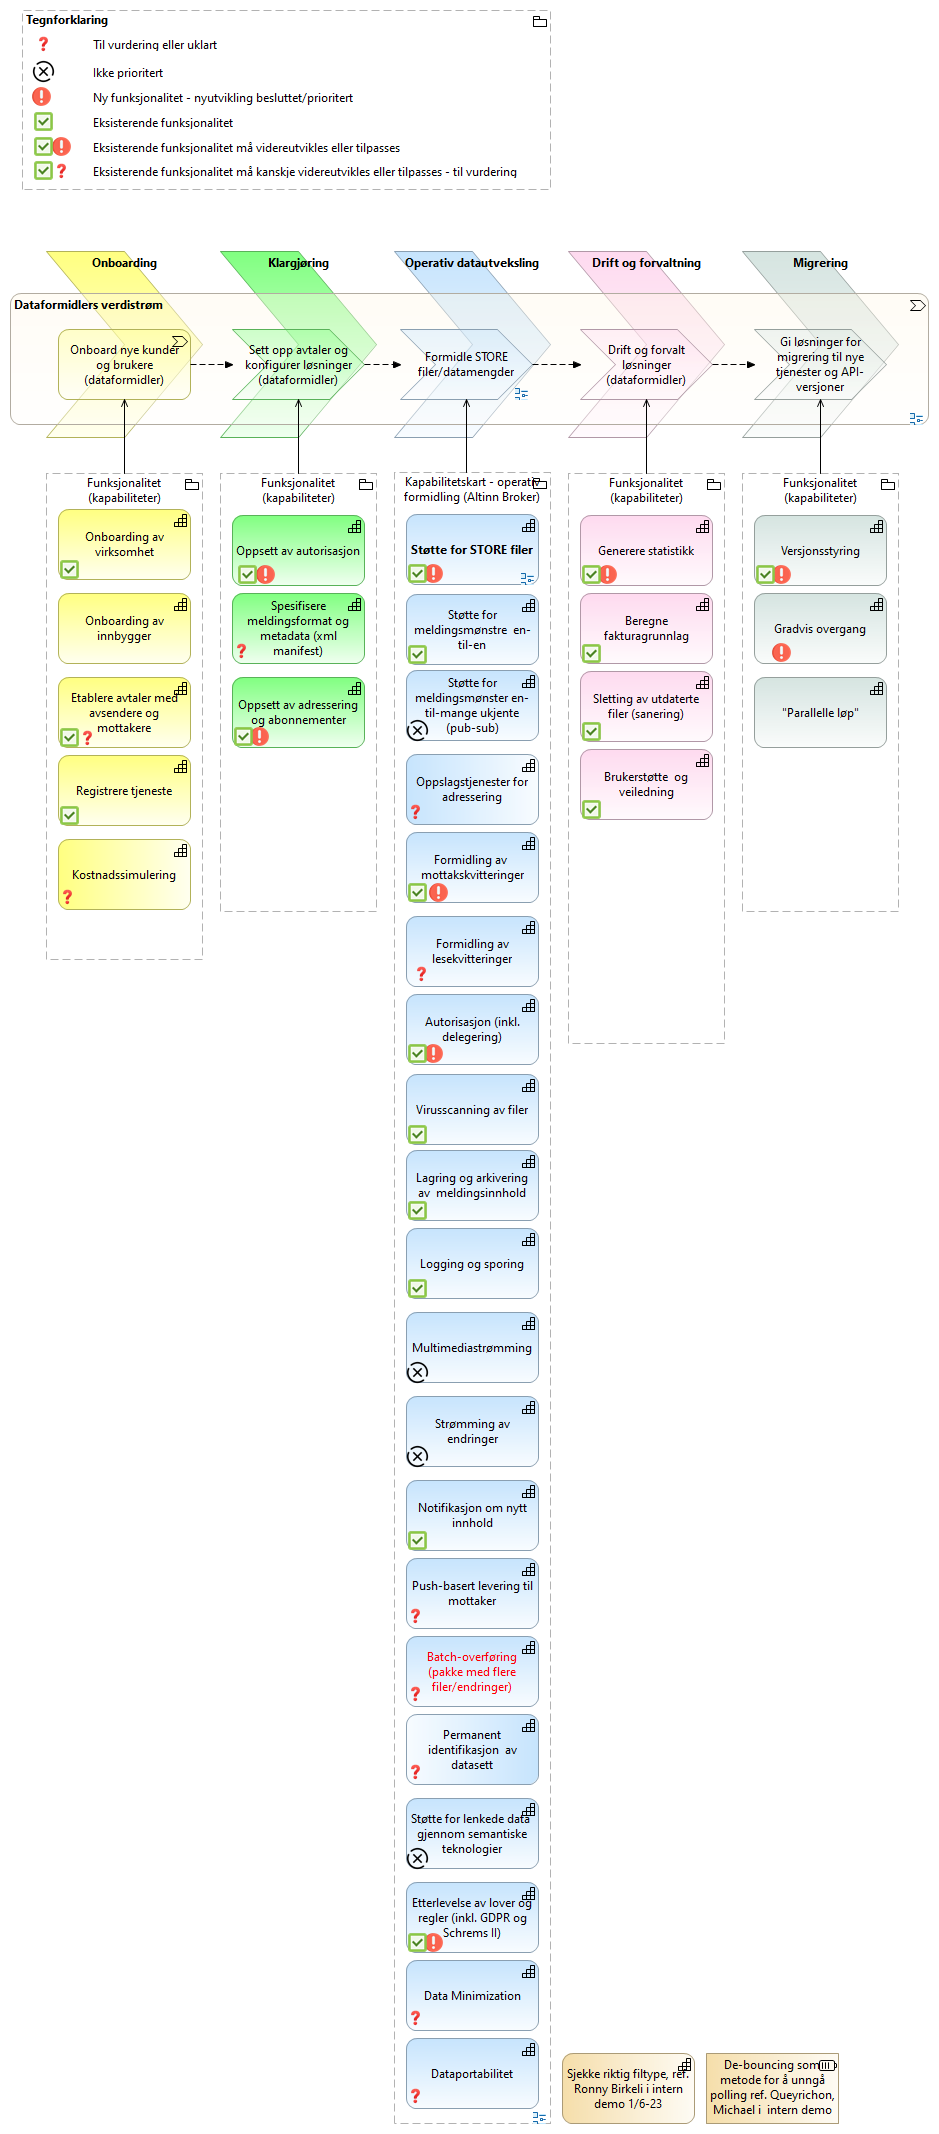 Tegnforklaring
Til vurdering eller uklart
Ikke prioritert
Ny funksjonalitet - nyutvikling besluttet/prioritert
Eksisterende funksjonalitet
Eksisterende funksjonalitet må videreutvikles eller tilpasses
Eksisterende funksjonalitet må kanskje videreutvikles eller tilpasses - til vurdering
Onboarding
Klargjøring
Operativ datautveksling
Drift og forvaltning
Migrering
Dataformidlers verdistrøm
Onboard nye kunder
og brukere
(dataformidler)
Sett opp avtaler og
konfigurer løsninger
(dataformidler)
Formidle STORE
filer/datamengder
Drift og forvalt
løsninger
(dataformidler)
Gi løsninger for
migrering til nye
tjenester og API-
versjoner
Funksjonalitet
(kapabiliteter)
Onboarding av
virksomhet
Onboarding av
innbygger
Etablere avtaler med
avsendere og
mottakere
Registrere tjeneste
Kostnadssimulering
Funksjonalitet
(kapabiliteter)
Oppsett av autorisasjon
Spesifisere
meldingsformat og
metadata (xml
manifest)
Oppsett av adressering
og abonnementer
Kapabilitetskart - operativ
formidling (Altinn Broker)
Støtte for STORE filer
Støtte for
meldingsmønstre en-
til-en
Støtte for
meldingsmønster en-
til-mange ukjente
(pub-sub)
Oppslagstjenester for
adressering
Formidling av
mottakskvitteringer
Formidling av
lesekvitteringer
Autorisasjon (inkl.
delegering)
Virusscanning av filer
Lagring og arkivering
av meldingsinnhold
Logging og sporing
Multimediastrømming
Strømming av
endringer
Notifikasjon om nytt
innhold
Push-basert levering til
mottaker
Batch-overføring
(pakke med flere
filer/endringer)
Permanent
identifikasjon av
datasett
Støtte for lenkede data
gjennom semantiske
teknologier
Etterlevelse av lover og
regler (inkl. GDPR og
Schrems II)
Data Minimization
Dataportabilitet
Funksjonalitet
(kapabiliteter)
Generere statistikk
Beregne
fakturagrunnlag
Sletting av utdaterte
filer (sanering)
Brukerstøtte og
veiledning
Funksjonalitet
(kapabiliteter)
Versjonsstyring
Gradvis overgang
"Parallelle løp"
Sjekke riktig filtype, ref.
Ronny Birkeli i intern
demo 1/6-23
De-bouncing som
metode for å unngå
polling ref. Queyrichon,
Michael i intern demo